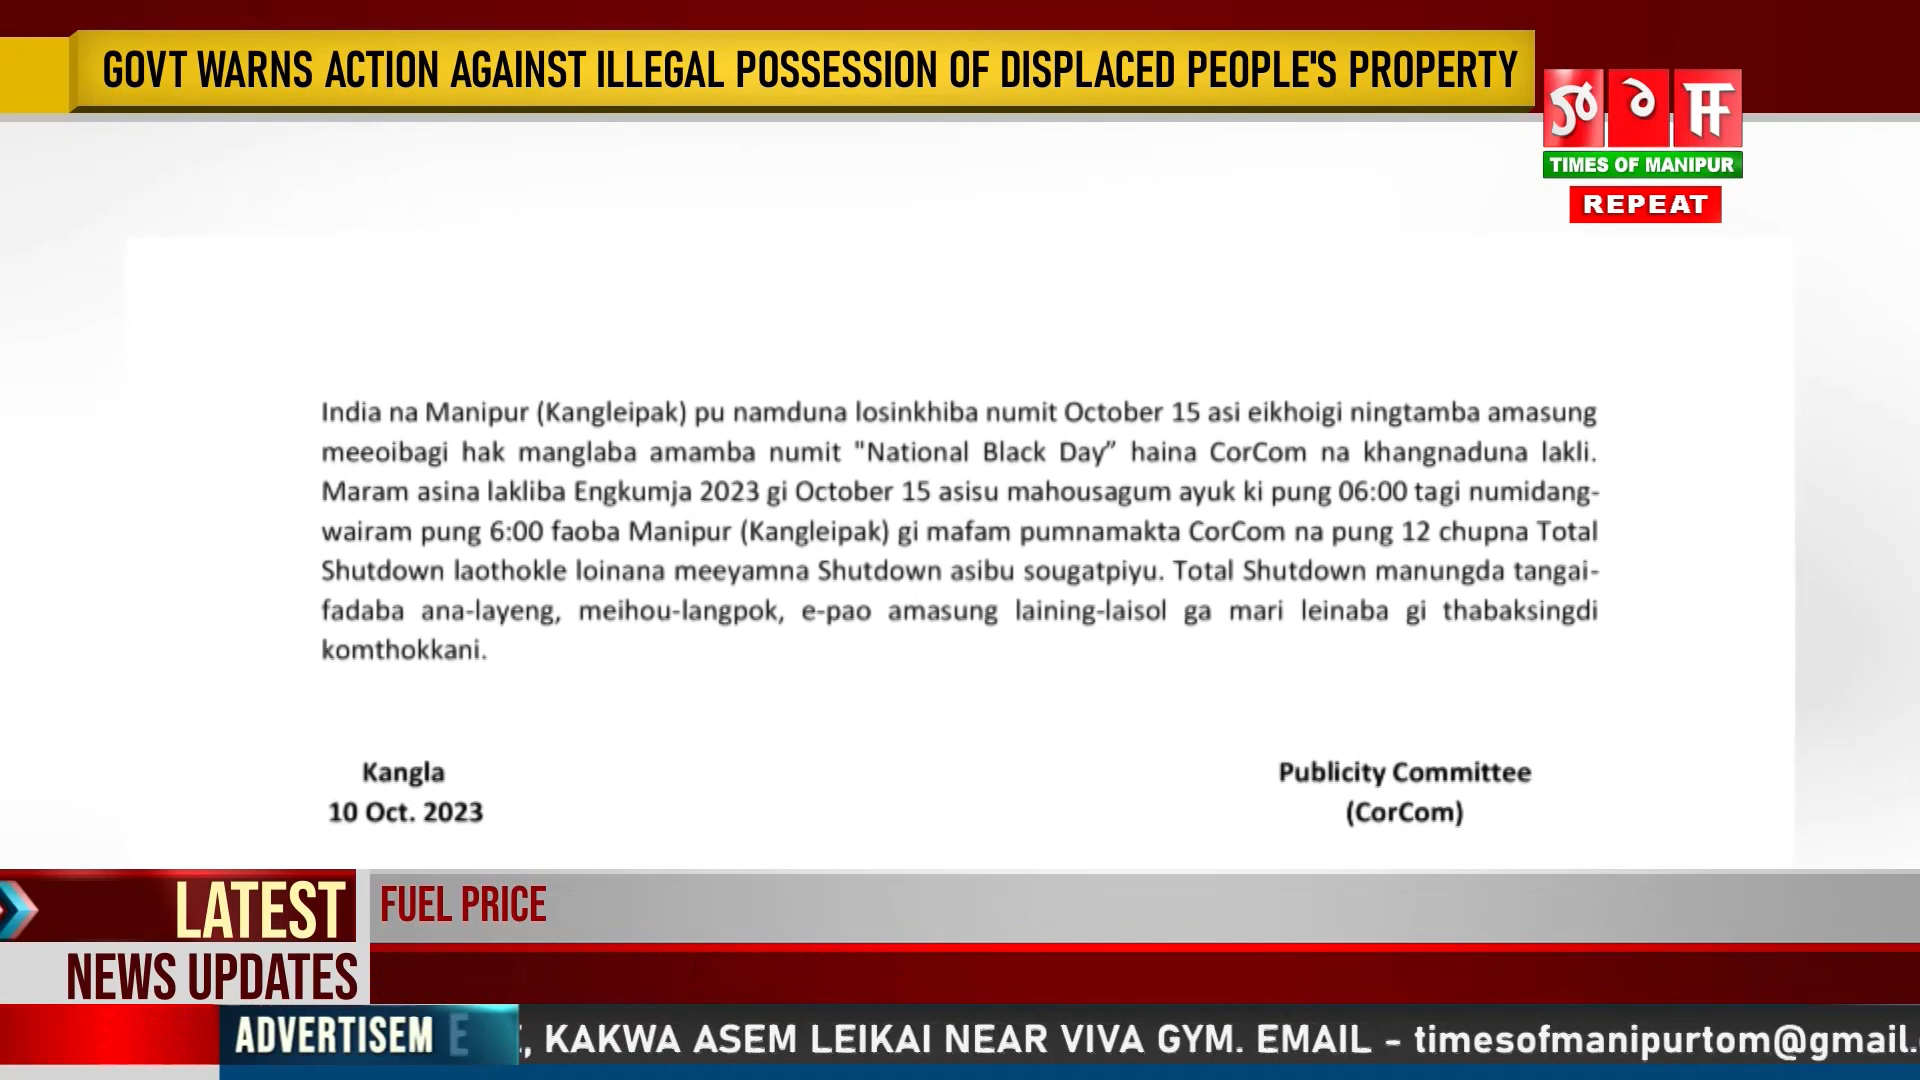 GOVT WARNS ACTION AGAINST ILLEGAL POSSESSION OF DISPLACED PEOPLE'S PROPERTY
TIMES OF MANIPUR
REPEAT
India na Manipur (Kangleipak) pu namduna losinkhiba numit October 15 asi eikhoigi ningtamba amasung
meeoibagi hak manglaba amamba numit "National Black Day” haina CorCom na khangnaduna lakli.
Maram asina lakliba Engkumja 2023 gi October 15 asisu mahousagum ayuk ki pung 06:00 tagi numidang-
wairam pung 6:00 faoba Manipur (Kangleipak) gi mafam pumnamakta CorCom na pung 12 chupna Total
Shutdown laothokle loinana meeyamna Shutdown asibu sougatpiyu. Total Shutdown manungda tangai-
fadaba ana-layeng, meihou-langpok, e-pao amasung laining-laisol ga mari leinaba gi thabaksingdi
komthokkani.
Kangla
10 Oct. 2023
Publicity Committee
(CorCom)
LATEST
NEWS UPDATES
FUEL PRICE
ADVERTISEM E
, KAKWA ASEM LEIKAI NEAR VIVA GYM. EMAIL - timesofmanipurtom@gmail.